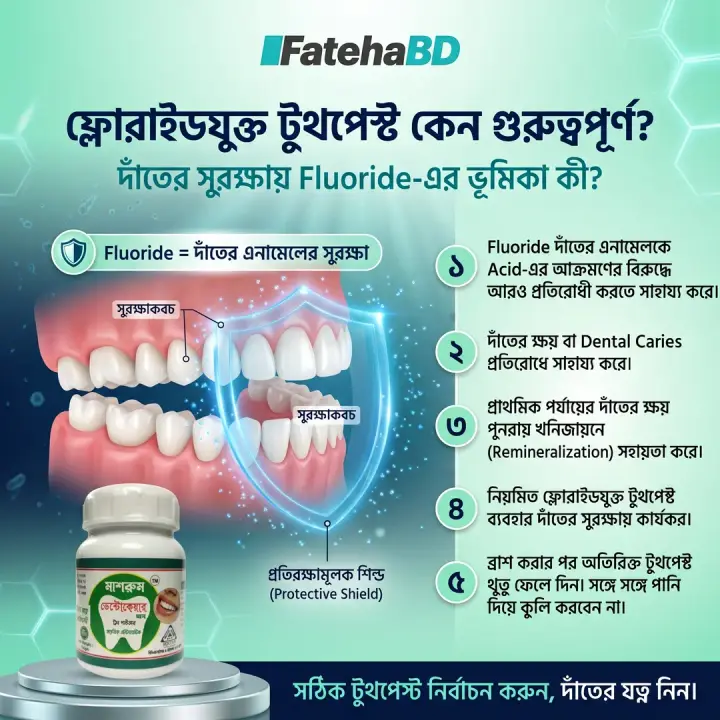 FatehaBD
ফ্লোরাইডযুক্ত টুথপেস্ট কেন গুরুত্বপূর্ণ?
দাঁতের সুরক্ষায় Fluoride-এর ভূমিকা কী?
Fluoride = দাঁতের এনামেলের সুরক্ষা
সুরক্ষাকবচ
সুরক্ষাকবচ
প্রতিরক্ষামূলক শিল্ড
(Protective Shield)
১
Fluoride দাঁতের এনামেলকে
Acid-এর আক্রমণের বিরুদ্ধে
আরও প্রতিরোধী করতে সাহায্য করে।
২
দাঁতের ক্ষয় বা Dental Caries
প্রতিরোধে সাহায্য করে।
৩
প্রাথমিক পর্যায়ের দাঁতের ক্ষয়
পুনরায় খনিজায়নে
(Remineralization) সহায়তা করে।
৪
নিয়মিত ফ্লোরাইডযুক্ত টুথপেস্ট
ব্যবহার দাঁতের সুরক্ষায় কার্যকর।
৫
ব্রাশ করার পর অতিরিক্ত টুথপেস্ট
থুতু ফেলে দিন। সঙ্গে সঙ্গে পানি
দিয়ে কুলি করবেন না।
মাশরুম
TM
ডেন্টোকেয়ার
সঠিক টুথপেস্ট নির্বাচন করুন, দাঁতের যত্ন নিন।